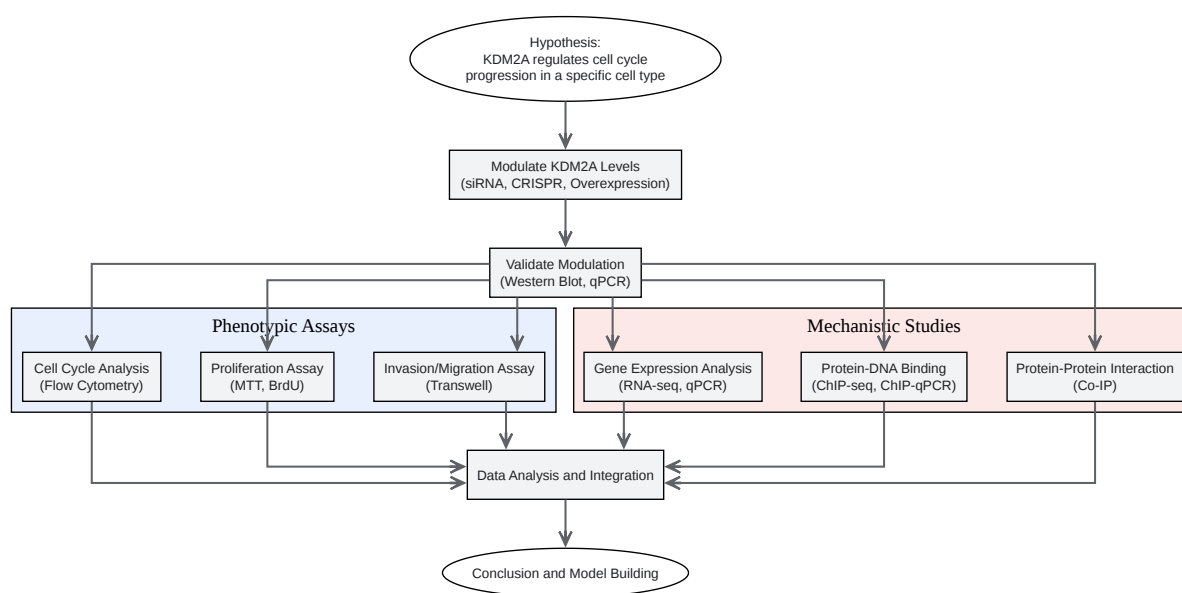 Hypothesis:
KDM2A regulates cell cycle
progression in a specific cell type
Modulate KDM2A Levels
(siRNA, CRISPR, Overexpression)
Validate Modulation
(Western Blot, qPCR)
Phenotypic Assays
Cell Cycle Analysis
(Flow Cytometry)
Proliferation Assay
(MTT, BrdU)
Invasion/Migration Assay
(Transwell)
Mechanistic Studies
Gene Expression Analysis
(RNA-seq, qPCR)
Protein-DNA Binding
(ChIP-seq, ChIP-qPCR)
Protein-Protein Interaction
(Co-IP)
Data Analysis and Integration
Conclusion and Model Building